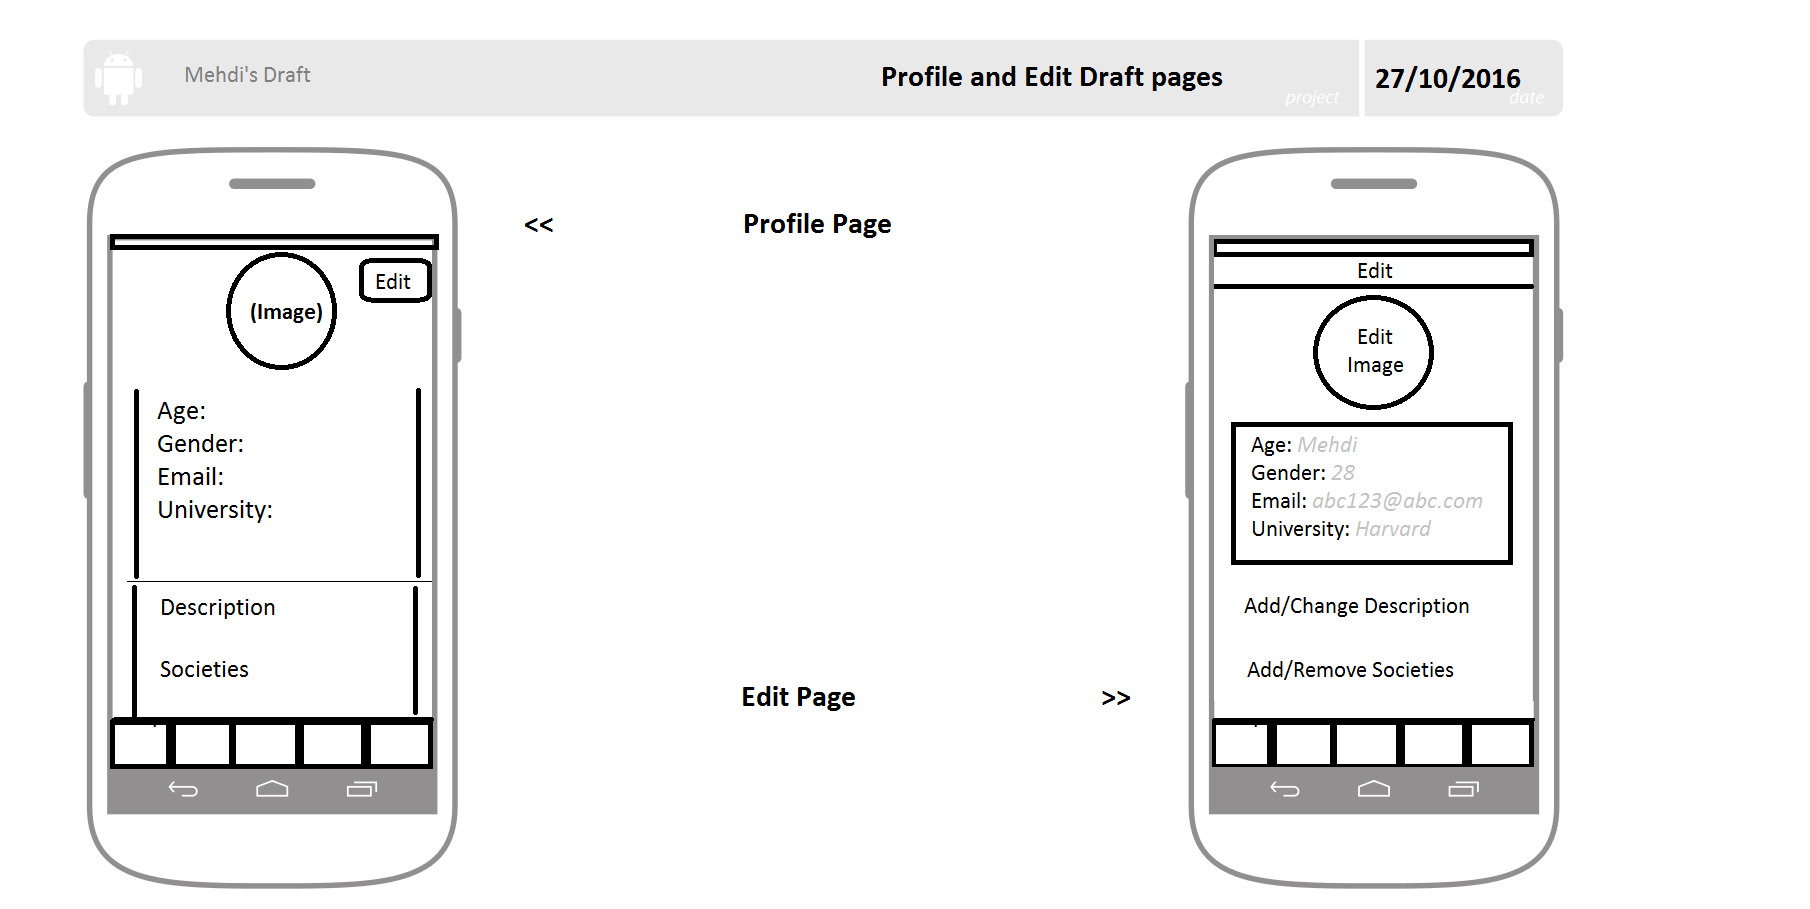 Mehdi's Draft
Profile and Edit Draft pages
project
27/10/2016
date
<< Profile Page
Edit
(Image)
Age:
Gender:
Email:
University:
Description
Societies
Edit Page >>
Edit
Edit
Image
Age: Mehdi
Gender: 28
Email: abc123@abc.com
University: Harvard
Add/Change Description
Add/Remove Societies